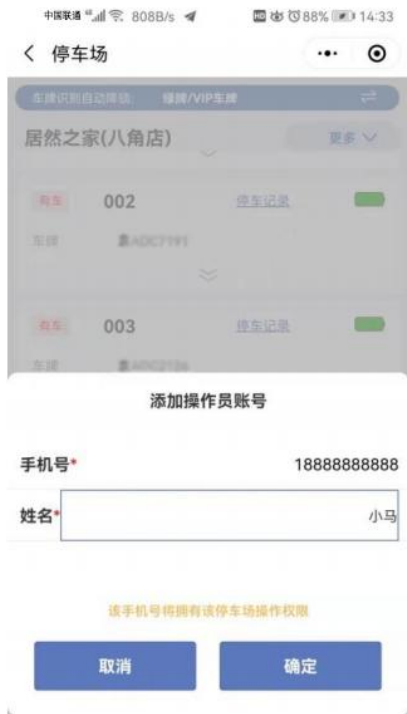 中国联通 808B/s HD 88% 14:33
停车场
车牌识别自动降锁 修牌/VIP车牌
居然之家(八角店) 更多
有车 002 停车记录
车牌
有车 003 停车记录
车牌
添加操作员账号
手机号* 18888888888
姓名* 小马
该手机号将拥有该停车场操作权限
取消 确定